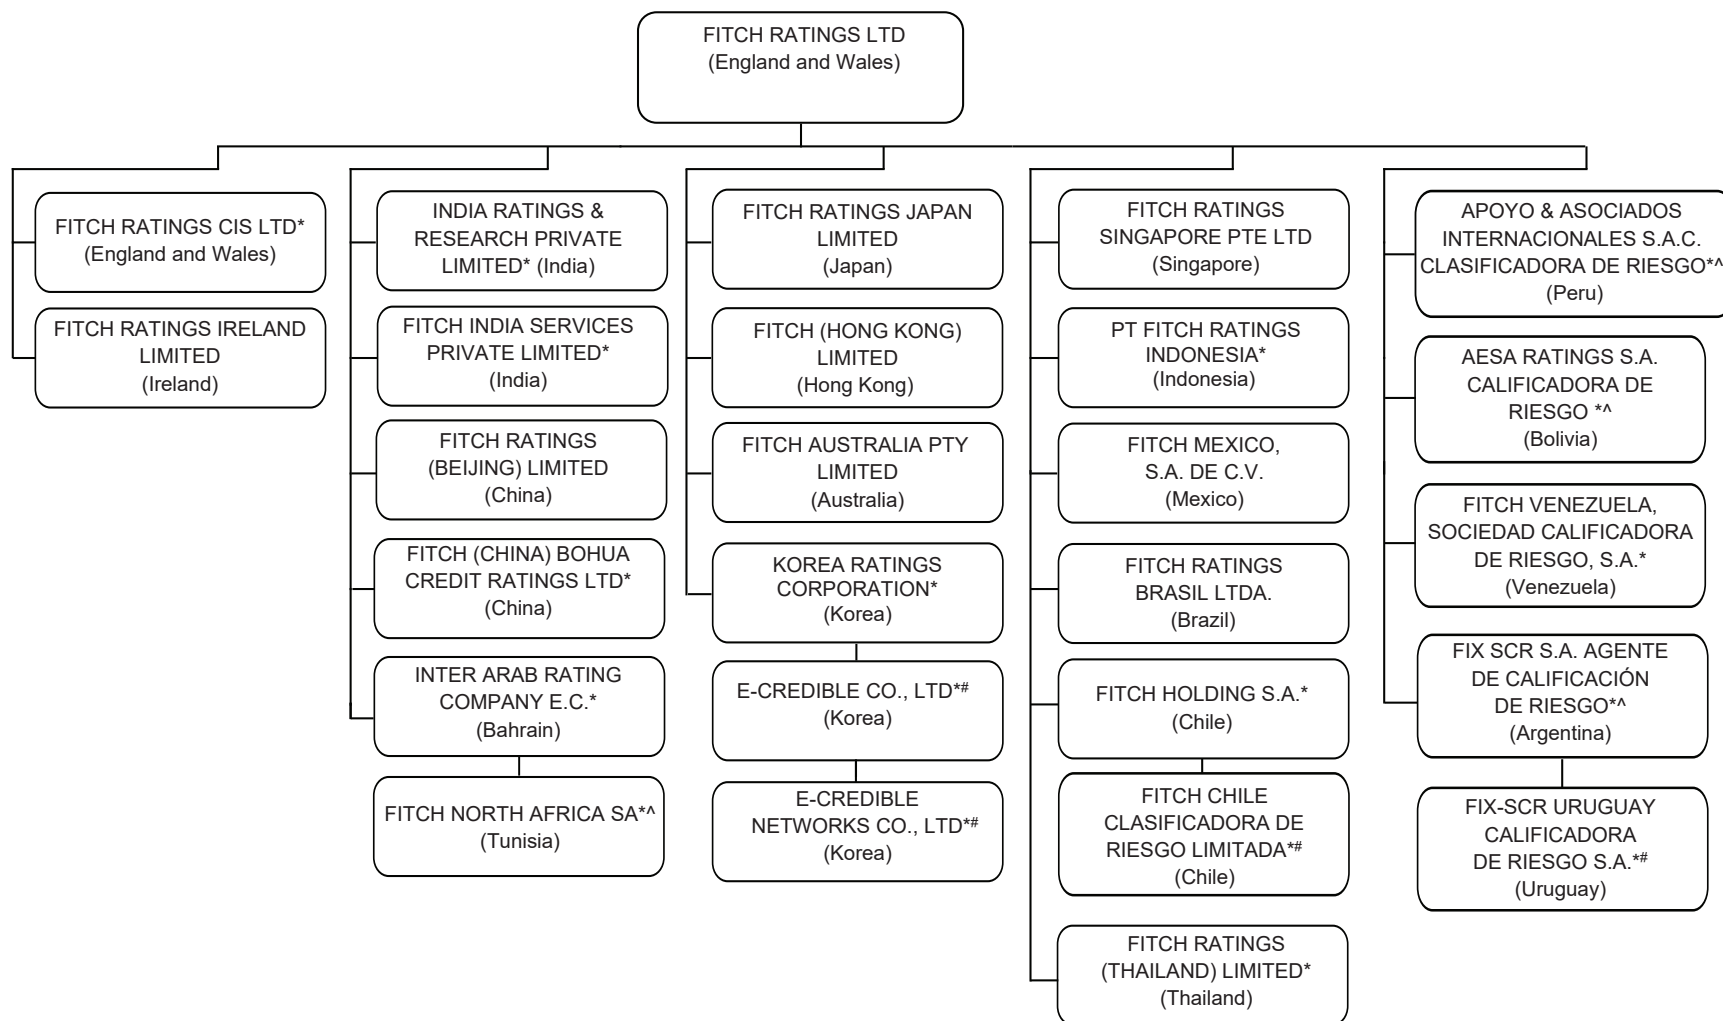 FITCH RATINGS LTD
(England and Wales)
FITCH RATINGS CIS LTD*
(England and Wales)
FITCH RATINGS IRELAND
LIMITED
(Ireland)
INDIA RATINGS &
RESEARCH PRIVATE
LIMITED* (India)
FITCH INDIA SERVICES
PRIVATE LIMITED*
(India)
FITCH RATINGS
(BEIJING) LIMITED
(China)
FITCH (CHINA) BOHUA
CREDIT RATINGS LTD*
(China)
INTER ARAB RATING
COMPANY E.C.*
(Bahrain)
FITCH NORTH AFRICA SA*^
(Tunisia)
FITCH RATINGS JAPAN
LIMITED
(Japan)
FITCH (HONG KONG)
LIMITED
(Hong Kong)
FITCH AUSTRALIA PTY
LIMITED
(Australia)
KOREA RATINGS
CORPORATION*
(Korea)
E-CREDIBLE CO., LTD*#
(Korea)
E-CREDIBLE
NETWORKS CO., LTD*#
(Korea)
FITCH RATINGS
SINGAPORE PTE LTD
(Singapore)
PT FITCH RATINGS
INDONESIA*
(Indonesia)
FITCH MEXICO,
S.A. DE C.V.
(Mexico)
FITCH RATINGS
BRASIL LTDA.
(Brazil)
FITCH HOLDING S.A.*
(Chile)
FITCH CHILE
CLASIFICADORA DE
RIESGO LIMITADA*#
(Chile)
FITCH RATINGS
(THAILAND) LIMITED*
(Thailand)
APOYO & ASOCIADOS
INTERNACIONALES S.A.C.
CLASIFICADORA DE RIESGO*^
(Peru)
AESA RATINGS S.A.
CALIFICADORA DE
RIESGO *^
(Bolivia)
FITCH VENEZUELA,
SOCIEDAD CALIFICADORA
DE RIESGO, S.A.*
(Venezuela)
FIX SCR S.A. AGENTE
DE CALIFICACIÓN
DE RIESGO*^
(Argentina)
FIX-SCR URUGUAY
CALIFICADORA
DE RIESGO S.A.*#
(Uruguay)